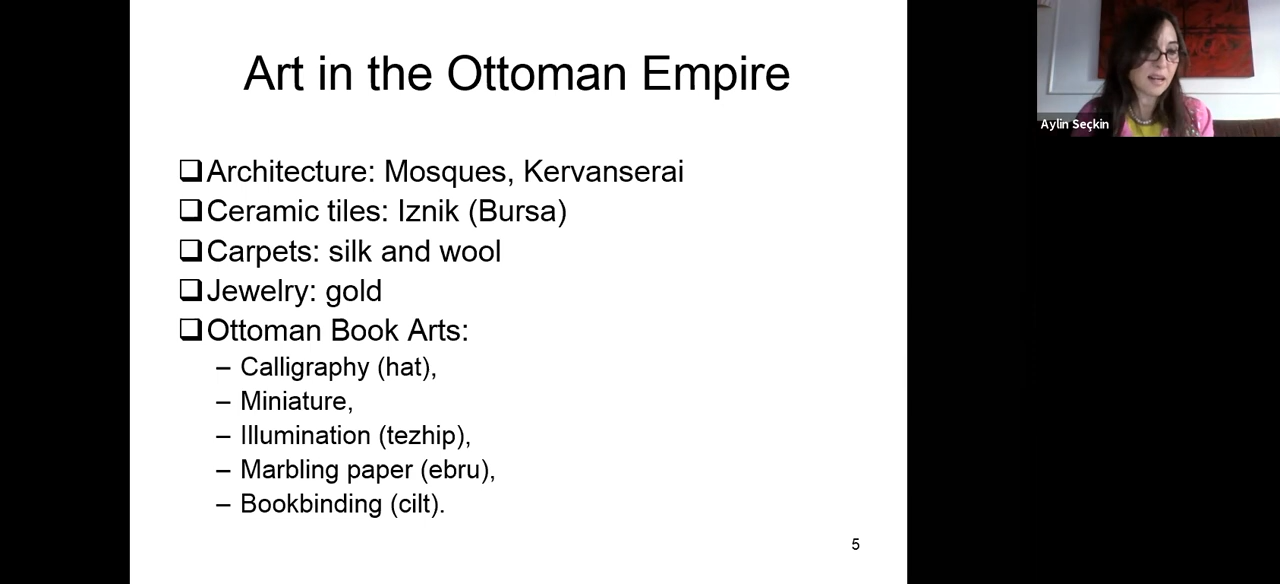 Art in the Ottoman Empire
Architecture: Mosques, Kervanserai
Ceramic tiles: Iznik (Bursa)
Carpets: silk and wool
Jewelry: gold
Ottoman Book Arts:
– Calligraphy (hat),
– Miniature,
– Illumination (tezhip),
– Marbling paper (ebru),
– Bookbinding (cilt).
5
Aylin Seçkin